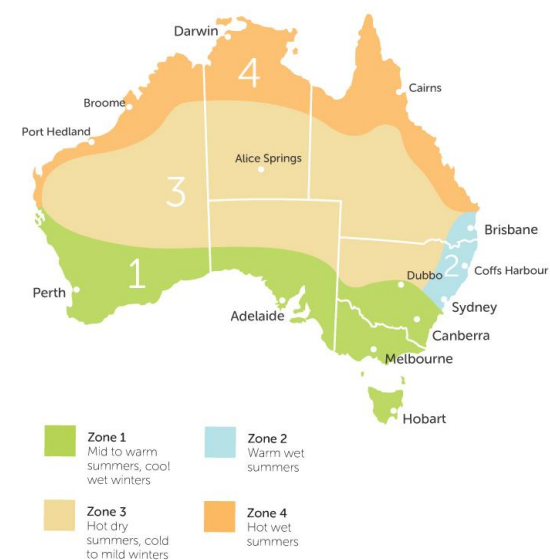 Darwin
4
Cairns
Broome
Port Hedland
Alice Springs
3
Brisbane
2
Coffs Harbour
1
Dubbo
Perth
Sydney
Adelaide
Canberra
Melbourne
Hobart
Zone 1
Mid to warm
summers, cool
wet winters
Zone 2
Warm wet
summers
Zone 3
Hot dry
summers, cold
to mild winters
Zone 4
Hot wet
summers